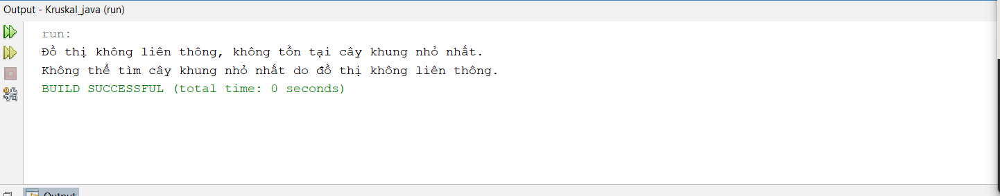 Output - Kruskal_java (run)
run:
Đồ thị không liên thông, không tồn tại cây khung nhỏ nhất.
Không thể tìm cây khung nhỏ nhất do đồ thị không liên thông.
BUILD SUCCESSFUL (total time: 0 seconds)
Output